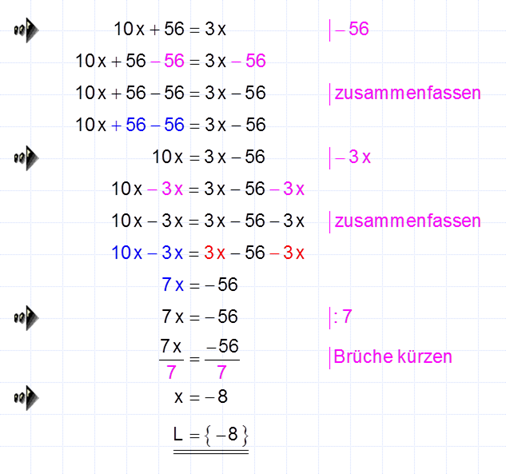 10x + 56 = 3x |− 56
10x + 56 − 56 = 3x − 56
10x + 56 − 56 = 3x − 56 |zusammenfassen
10x + 56 − 56 = 3x − 56
10x = 3x − 56 |− 3x
10x − 3x = 3x − 56 − 3x
10x − 3x = 3x − 56 − 3x |zusammenfassen
10x − 3x = 3x − 56 − 3x
7x = −56
7x = −56 |: 7
7x/7 = −56/7 |Brüche kürzen
x = −8
L = {−8}